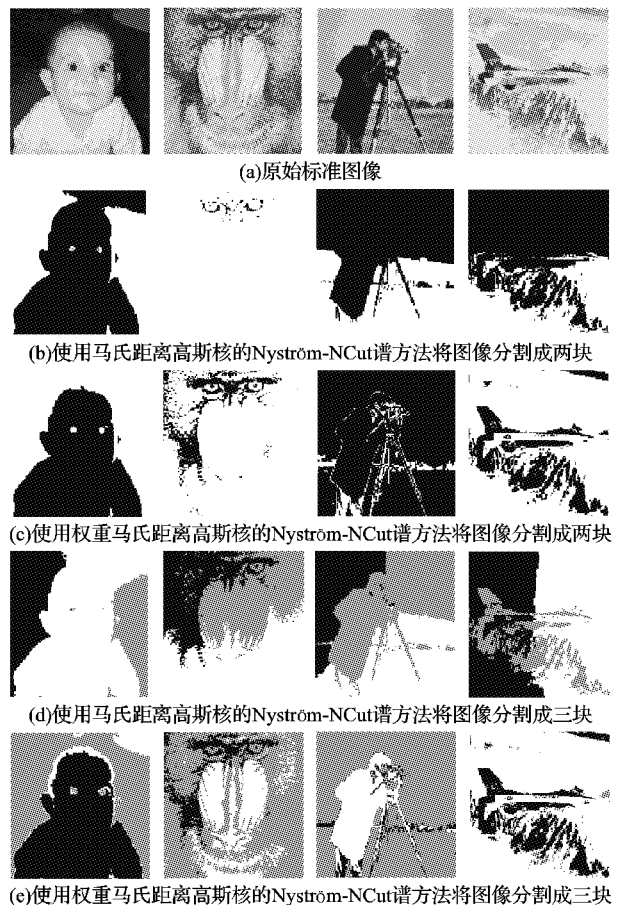 (a)原始标准图像
(b)使用马氏距离高斯核的Nyström-NCut谱方法将图像分割成两块
(c)使用权重马氏距离高斯核的Nyström-NCut谱方法将图像分割成两块
(d)使用马氏距离高斯核的Nyström-NCut谱方法将图像分割成三块
(e)使用权重马氏距离高斯核的Nyström-NCut谱方法将图像分割成三块